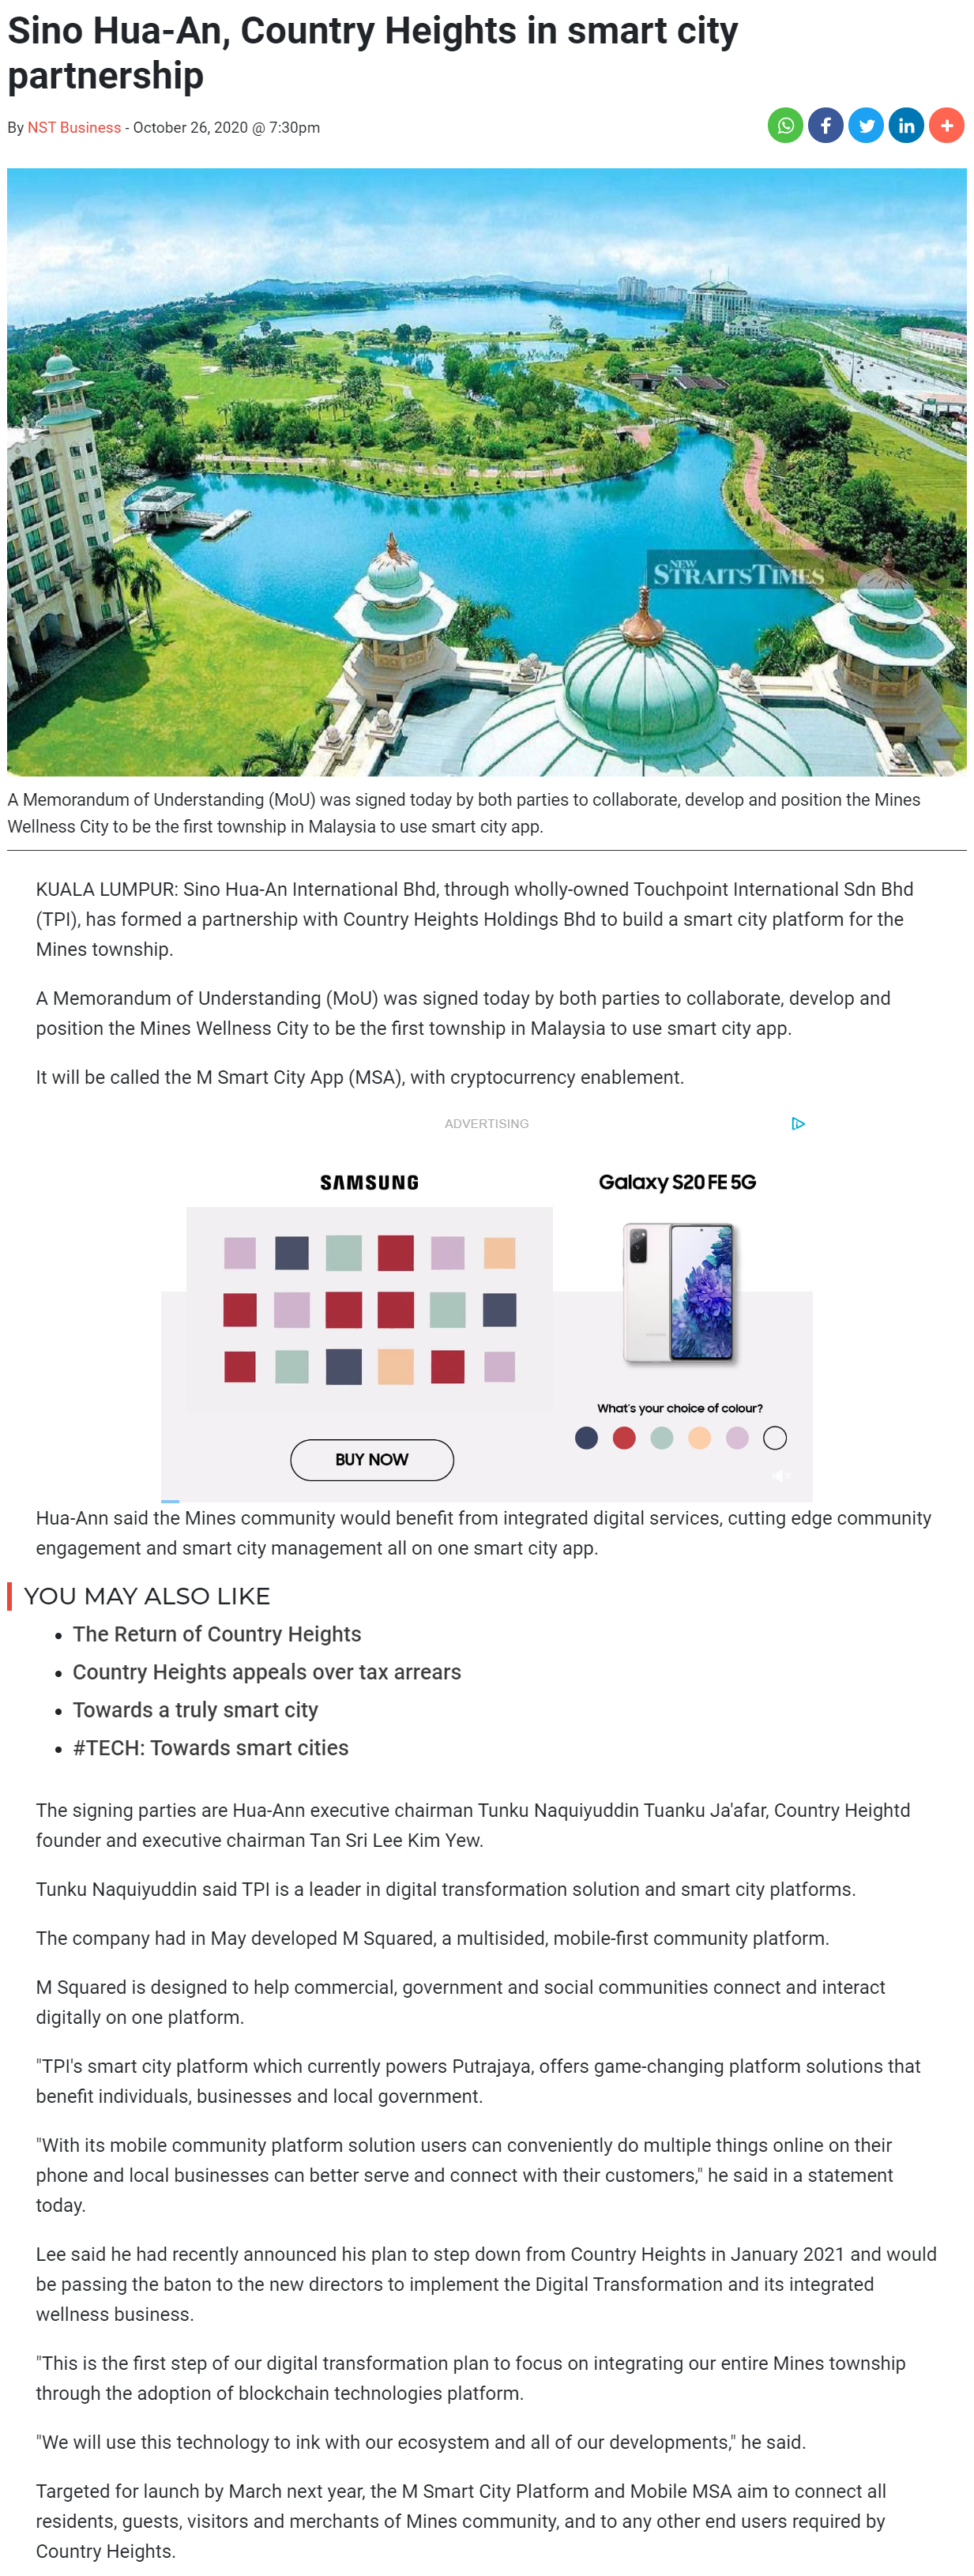 Sino Hua-An, Country Heights in smart city
partnership
By NST Business - October 26, 2020 @ 7:30pm
NEW
STRAITS TIMES
A Memorandum of Understanding (MoU) was signed today by both parties to collaborate, develop and position the Mines
Wellness City to be the first township in Malaysia to use smart city app.
KUALA LUMPUR: Sino Hua-An International Bhd, through wholly-owned Touchpoint International Sdn Bhd
(TPI), has formed a partnership with Country Heights Holdings Bhd to build a smart city platform for the
Mines township.
A Memorandum of Understanding (MoU) was signed today by both parties to collaborate, develop and
position the Mines Wellness City to be the first township in Malaysia to use smart city app.
It will be called the M Smart City App (MSA), with cryptocurrency enablement.
ADVERTISING
SAMSUNG
Galaxy S20 FE 5G
What's your choice of colour?
BUY NOW
Hua-Ann said the Mines community would benefit from integrated digital services, cutting edge community
engagement and smart city management all on one smart city app.
YOU MAY ALSO LIKE
The Return of Country Heights
Country Heights appeals over tax arrears
Towards a truly smart city
#TECH: Towards smart cities
The signing parties are Hua-Ann executive chairman Tunku Naquiyuddin Tuanku Ja'afar, Country Heightd
founder and executive chairman Tan Sri Lee Kim Yew.
Tunku Naquiyuddin said TPI is a leader in digital transformation solution and smart city platforms.
The company had in May developed M Squared, a multisided, mobile-first community platform.
M Squared is designed to help commercial, government and social communities connect and interact
digitally on one platform.
"TPI's smart city platform which currently powers Putrajaya, offers game-changing platform solutions that
benefit individuals, businesses and local government.
"With its mobile community platform solution users can conveniently do multiple things online on their
phone and local businesses can better serve and connect with their customers," he said in a statement
today.
Lee said he had recently announced his plan to step down from Country Heights in January 2021 and would
be passing the baton to the new directors to implement the Digital Transformation and its integrated
wellness business.
"This is the first step of our digital transformation plan to focus on integrating our entire Mines township
through the adoption of blockchain technologies platform.
"We will use this technology to ink with our ecosystem and all of our developments," he said.
Targeted for launch by March next year, the M Smart City Platform and Mobile MSA aim to connect all
residents, guests, visitors and merchants of Mines community, and to any other end users required by
Country Heights.